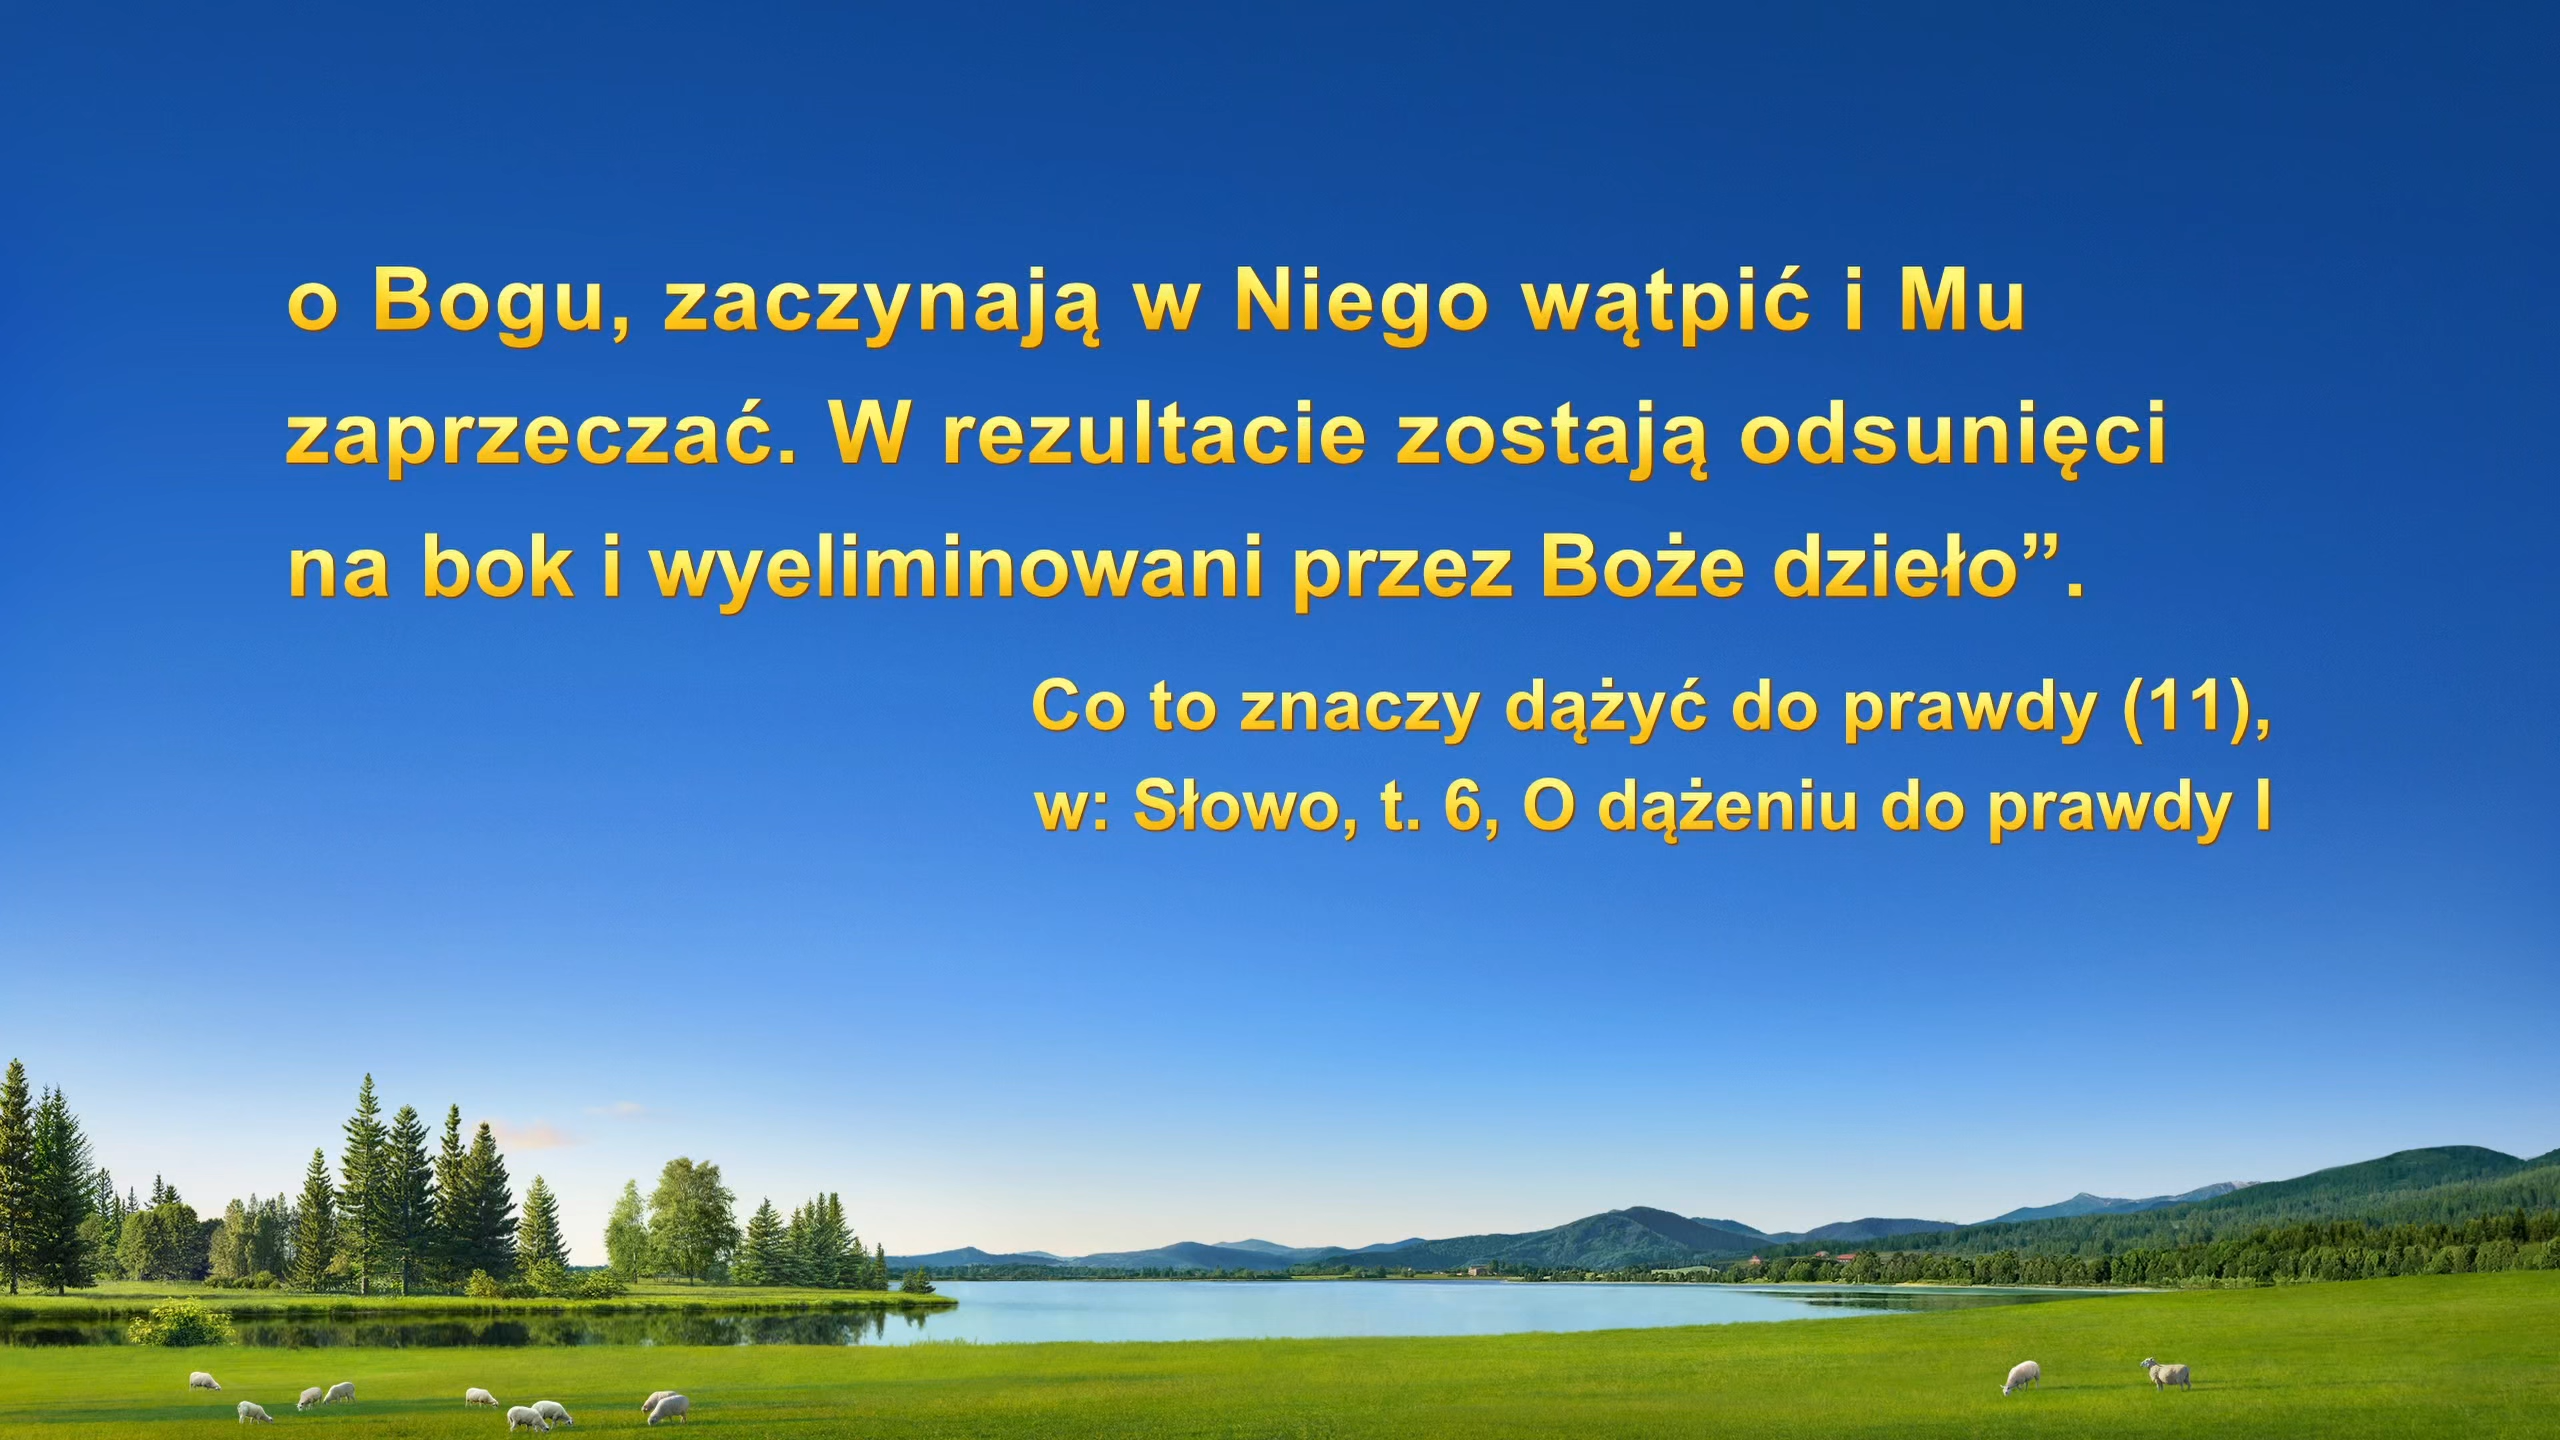 o Bogu, zaczynają w Niego wątpić i Mu
zaprzeczać. W rezultacie zostają odsunięci
na bok i wyeliminowani przez Boże dzieło”.
Co to znaczy dążyć do prawdy (11),
w: Słowo, t. 6, O dążeniu do prawdy I